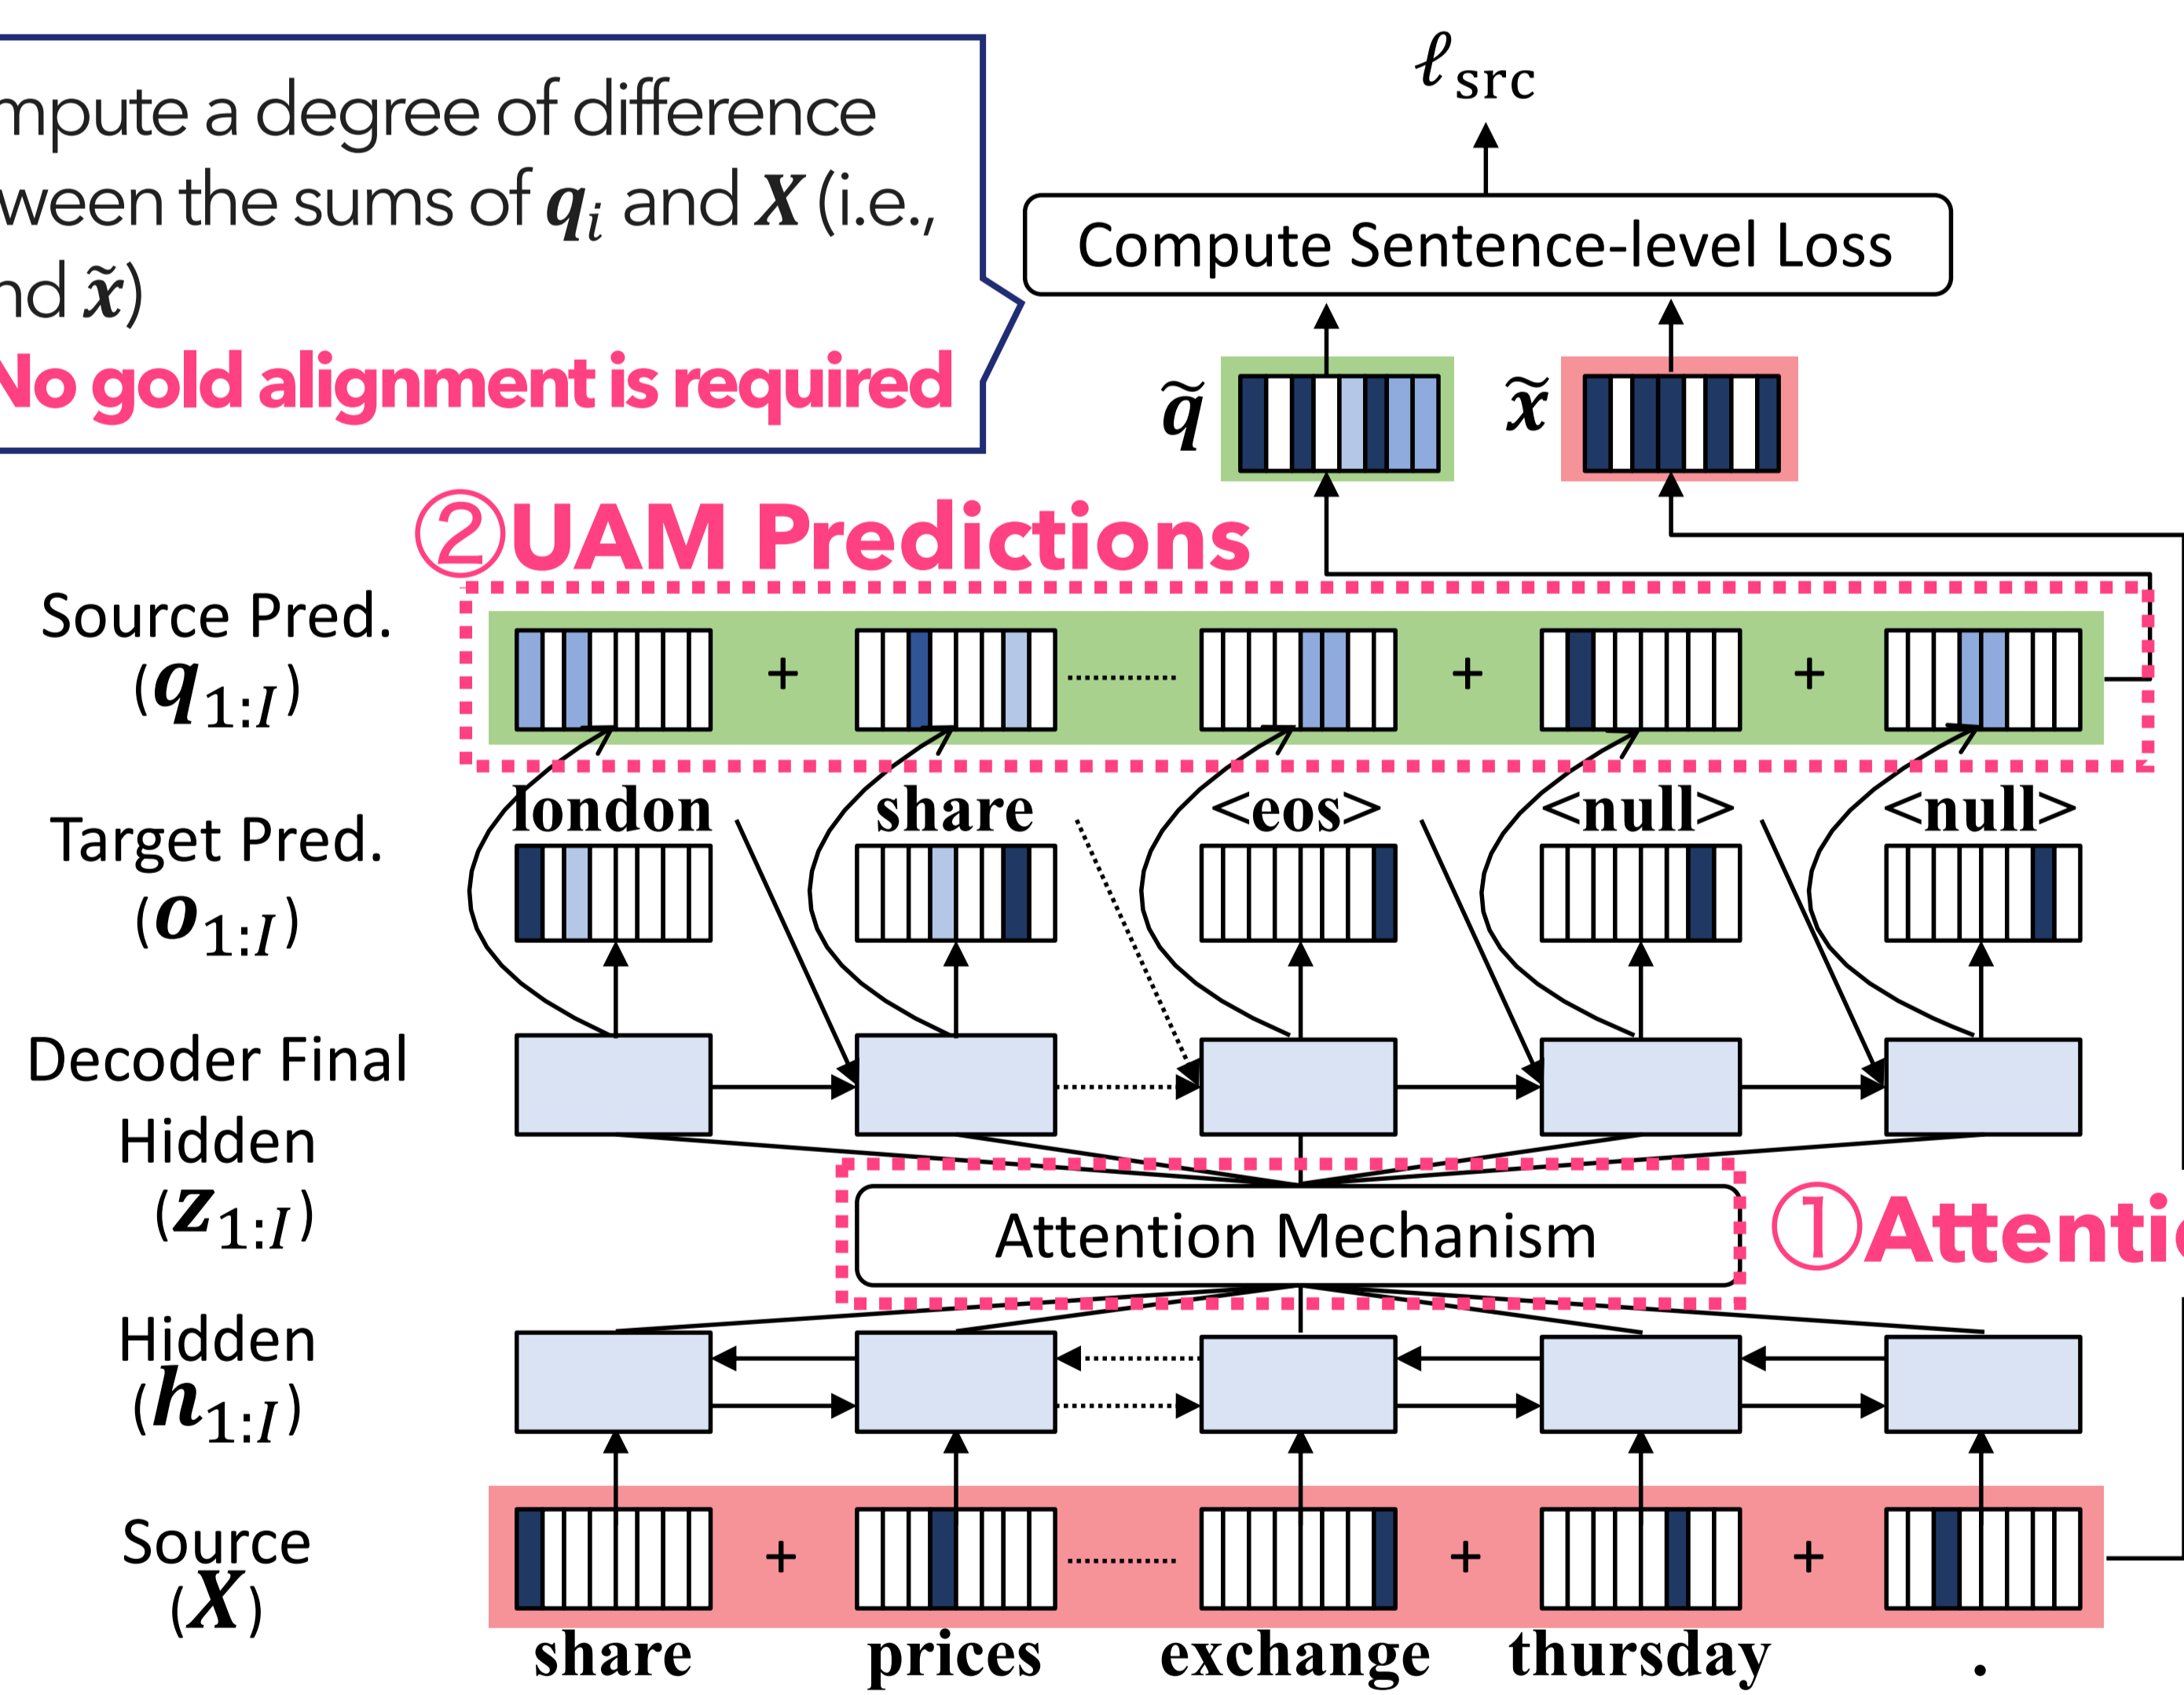 mpute a degree of difference
ween the sums of qᵢ and X (i.e.,
nd x̃)
No gold alignment is required
ℓsrc
Compute Sentence-level Loss
q̃
x̃
②UAM Predictions
Source Pred.
(q1:I)
+ + +
london share <eos> <null> <null>
Target Pred.
(o1:I)
Decoder Final
Hidden
(z1:I)
Attention Mechanism
①Attenti
Hidden
(h1:I)
Source
(X)
+ + +
share prices exchange thursday .